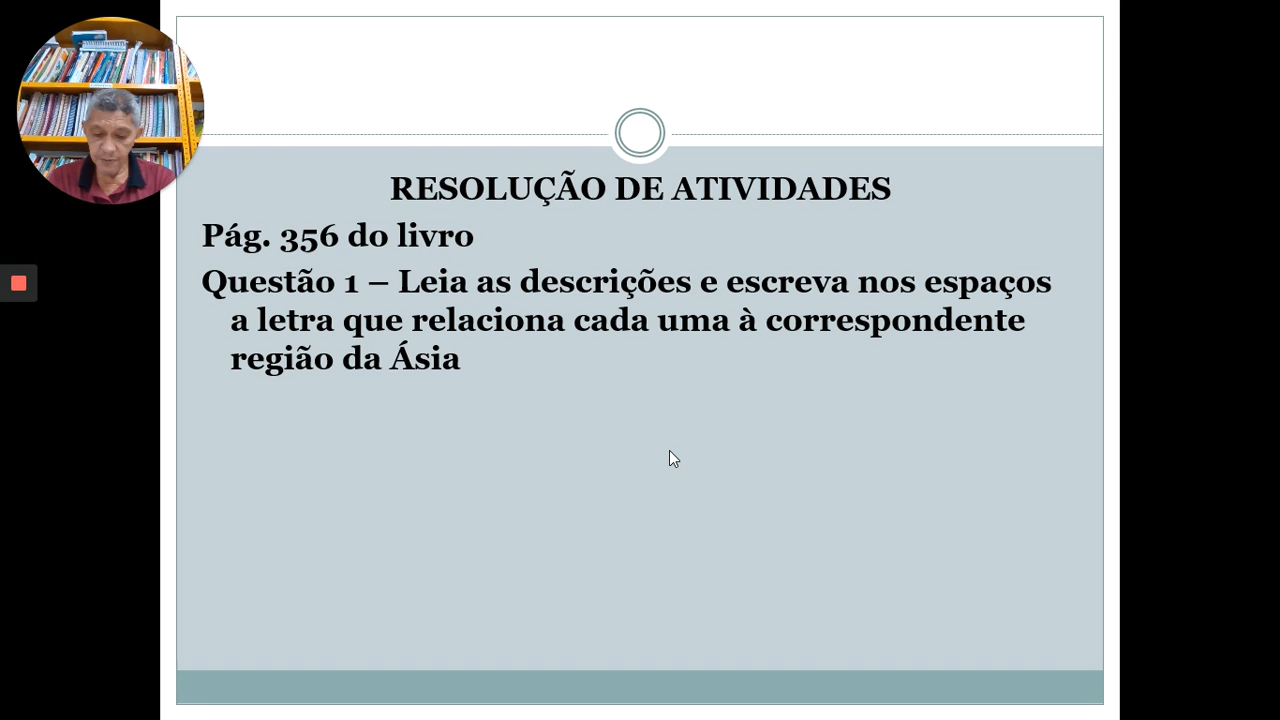 RESOLUÇÃO DE ATIVIDADES
Pág. 356 do livro
Questão 1 – Leia as descrições e escreva nos espaços
a letra que relaciona cada uma à correspondente
região da Ásia